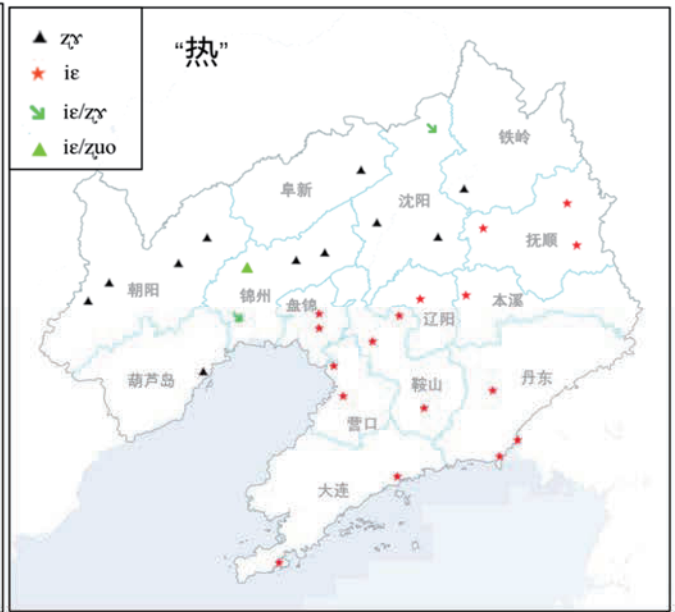 ʐɤ
iɛ
iɛ/ʐɤ
iɛ/ʐuo
“热”
铁岭
阜新
沈阳
抚顺
朝阳
锦州
盘锦
辽阳
本溪
葫芦岛
鞍山
丹东
营口
大连